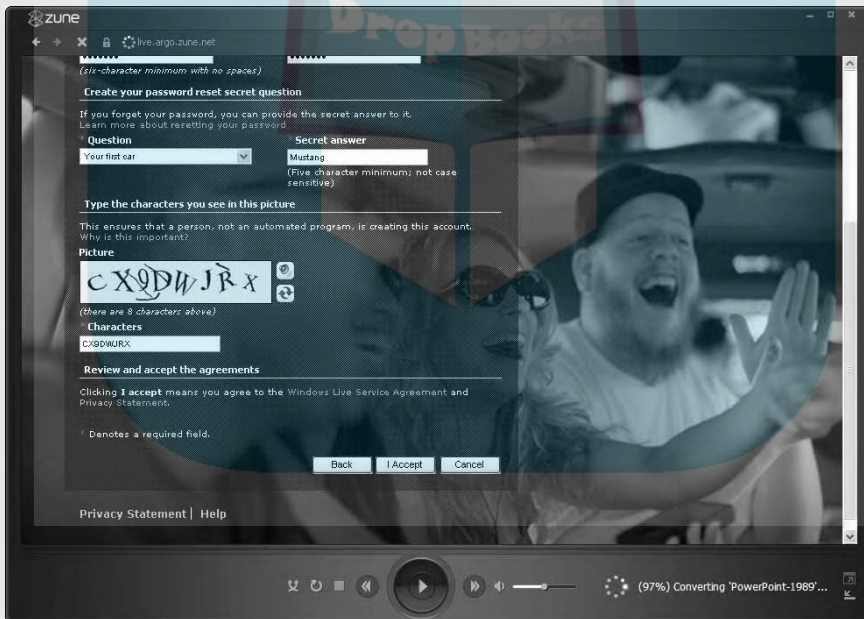 Drop Books
zune
live.argo.zune.net
(six-character minimum with no spaces)
Create your password reset secret question
If you forget your password, you can provide the secret answer to it.
Learn more about resetting your password
* Question
* Secret answer
Your first car
Mustang
(Five character minimum; not case
sensitive)
Type the characters you see in this picture
This ensures that a person, not an automated program, is creating this account.
Why is this important?
Picture
CX9DWJRX
(there are 8 characters above)
* Characters
CX9DWURX
Review and accept the agreements
Clicking I accept means you agree to the Windows Live Service Agreement and
Privacy Statement.
* Denotes a required field.
Back I Accept Cancel
Privacy Statement | Help
(97%) Converting 'PowerPoint-1989'...